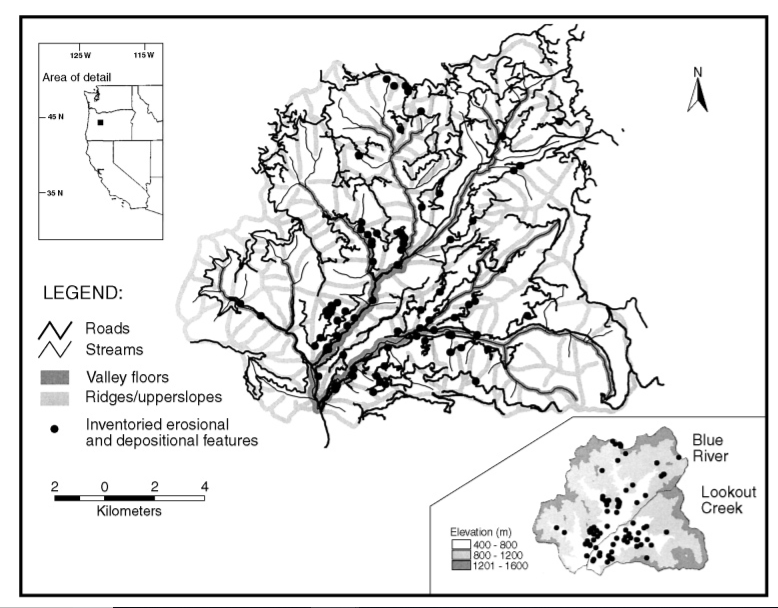 125 W 115 W
Area of detail
45 N
35 N
N
LEGEND:
Roads
Streams
Valley floors
Ridges/upperslopes
Inventoried erosional
and depositional features
2 0 2 4
Kilometers
Blue
River
Lookout
Creek
Elevation (m)
400 - 800
800 - 1200
1201 - 1600